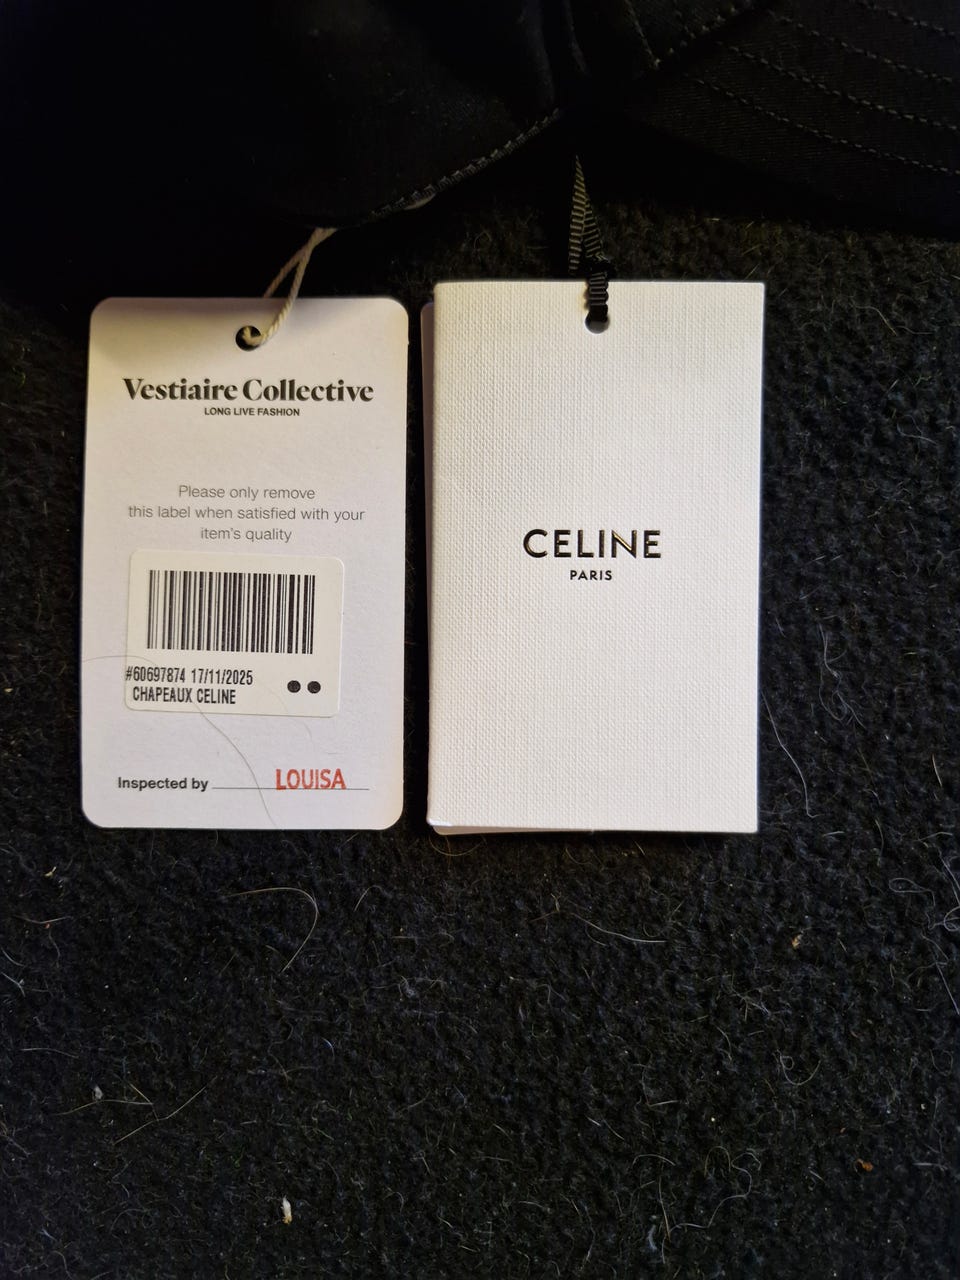 Vestiaire Collective
LONG LIVE FASHION
Please only remove
this label when satisfied with your
item's quality
#60697874 17/11/2025
CHAPEAUX CELINE
Inspected by LOUISA
CELINE
PARIS